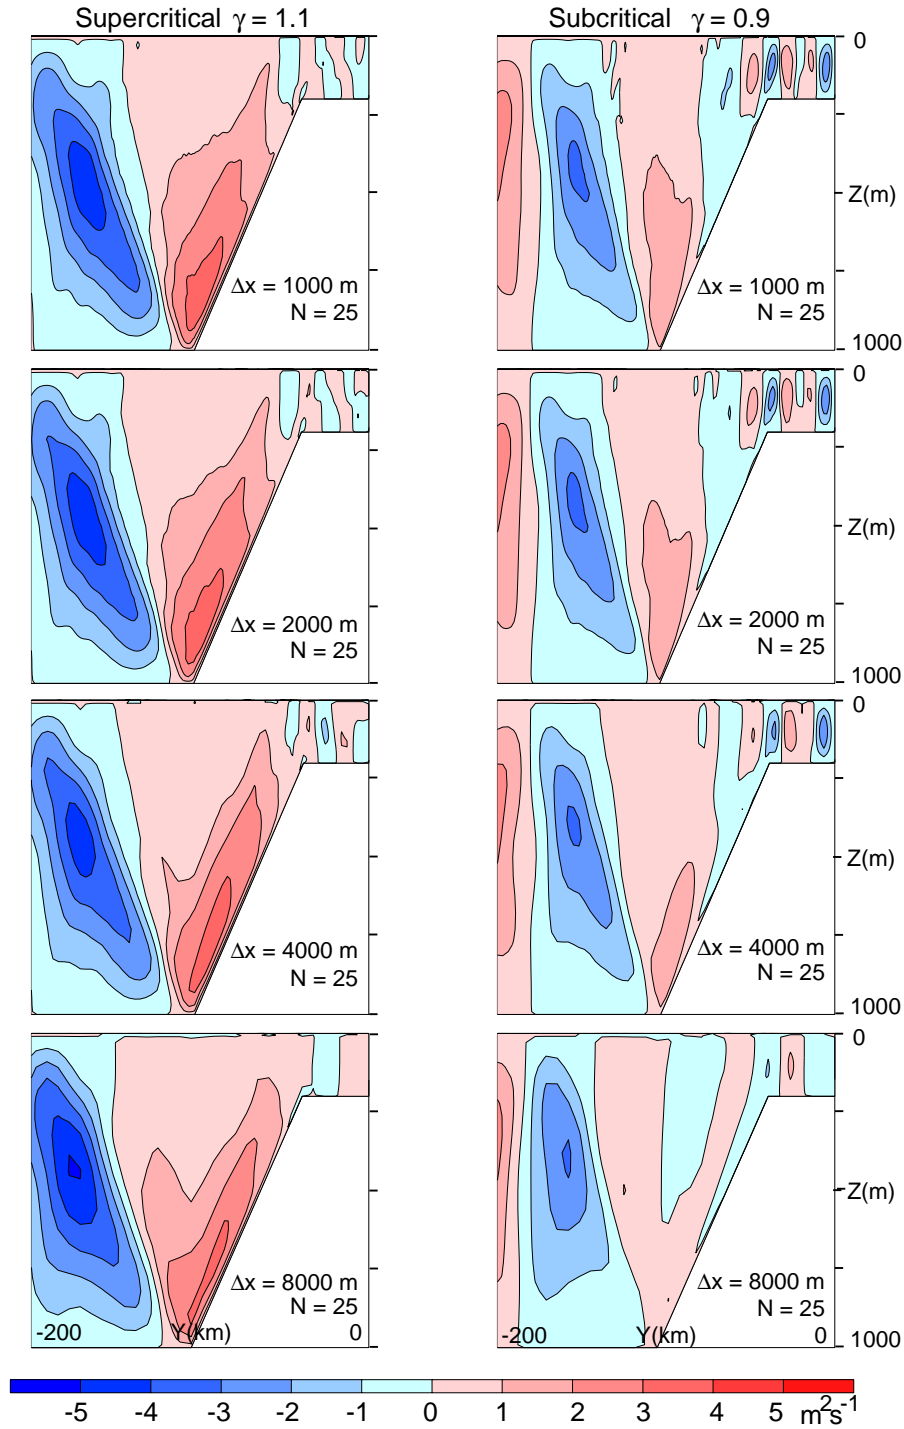 Supercritical γ = 1.1
Subcritical γ = 0.9
0
Z(m)
Δx = 1000 m
N = 25
Δx = 1000 m
N = 25
1000
0
Z(m)
Δx = 2000 m
N = 25
Δx = 2000 m
N = 25
1000
0
Z(m)
Δx = 4000 m
N = 25
Δx = 4000 m
N = 25
1000
0
Z(m)
Δx = 8000 m
N = 25
Δx = 8000 m
N = 25
-200 Y(km) 0
-200 Y(km) 0
1000
-5 -4 -3 -2 -1 0 1 2 3 4 5 m²s⁻¹